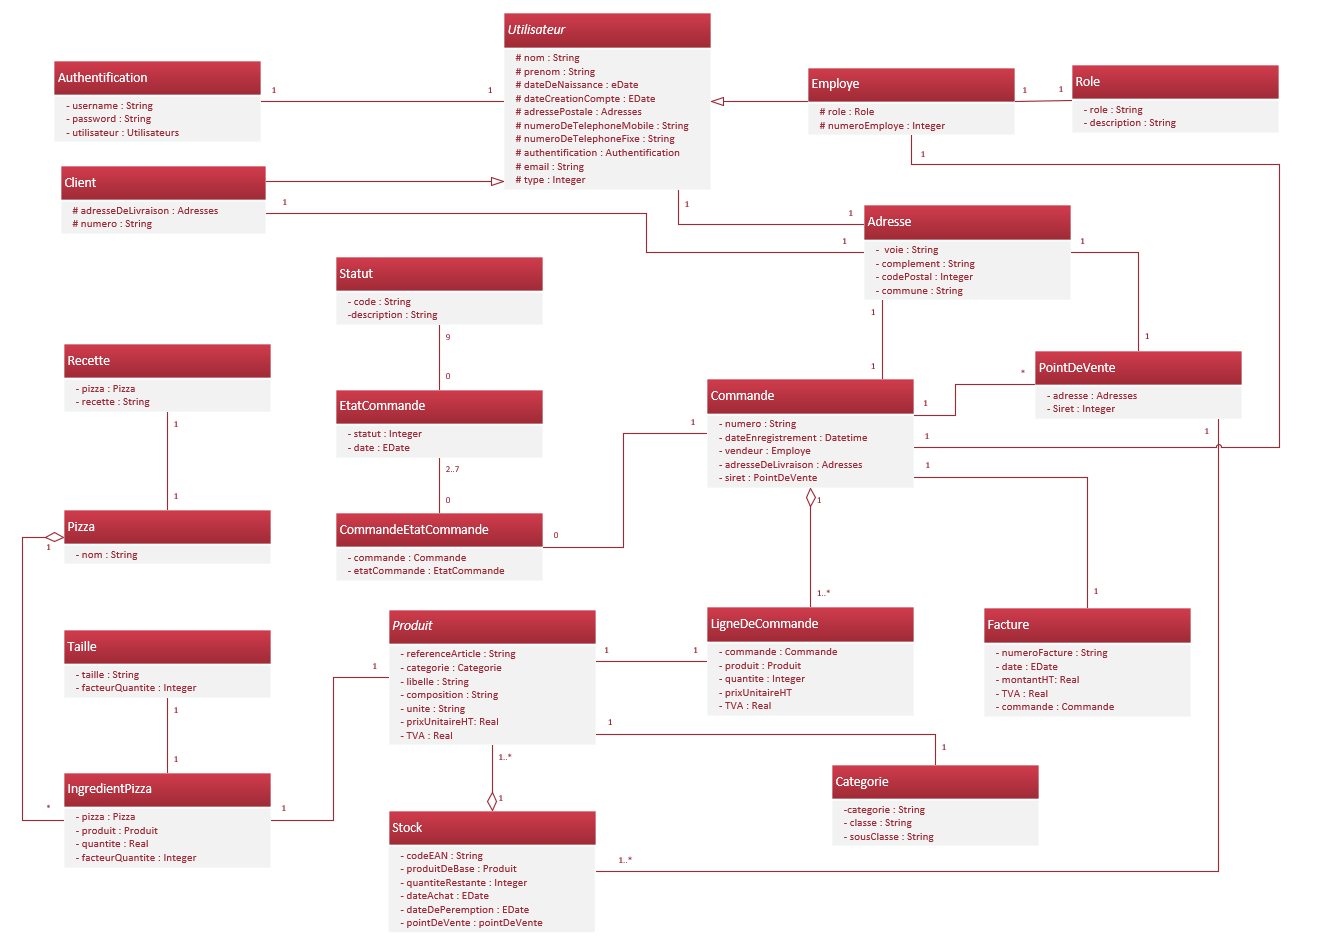 Utilisateur
# nom : String
# prenom : String
# dateDeNaissance : eDate
# dateCreationCompte : EDate
# adressePostale : Adresses
# numeroDeTelephoneMobile : String
# numeroDeTelephoneFixe : String
# authentification : Authentification
# email : String
# type : Integer
Authentification
- username : String
- password : String
- utilisateur : Utilisateurs
1
1
Employe
# role : Role
# numeroEmploye : Integer
1
1
1
Role
- role : String
- description : String
Client
# adresseDeLivraison : Adresses
# numero : String
1
1
1
1
Adresse
- voie : String
- complement : String
- codePostal : Integer
- commune : String
1
1
1
1
Statut
- code : String
-description : String
9
0
Recette
- pizza : Pizza
- recette : String
1
1
EtatCommande
- statut : Integer
- date : EDate
2..7
0
Commande
- numero : String
- dateEnregistrement : Datetime
- vendeur : Employe
- adresseDeLivraison : Adresses
- siret : PointDeVente
1
1
*
1
1
1
1..*
PointDeVente
- adresse : Adresses
- Siret : Integer
1
Pizza
- nom : String
1
*
CommandeEtatCommande
- commande : Commande
- etatCommande : EtatCommande
0
Taille
- taille : String
- facteurQuantite : Integer
1
1
Produit
- referenceArticle : String
- categorie : Categorie
- libelle : String
- composition : String
- unite : String
- prixUnitaireHT: Real
- TVA : Real
1
1
1
1
1..*
1
LigneDeCommande
- commande : Commande
- produit : Produit
- quantite : Integer
- prixUnitaireHT
- TVA : Real
1
Facture
- numeroFacture : String
- date : EDate
- montantHT: Real
- TVA : Real
- commande : Commande
IngredientPizza
- pizza : Pizza
- produit : Produit
- quantite : Real
- facteurQuantite : Integer
1
Categorie
-categorie : String
- classe : String
- sousClasse : String
1
Stock
- codeEAN : String
- produitDeBase : Produit
- quantiteRestante : Integer
- dateAchat : EDate
- dateDePeremption : EDate
- pointDeVente : pointDeVente
1..*